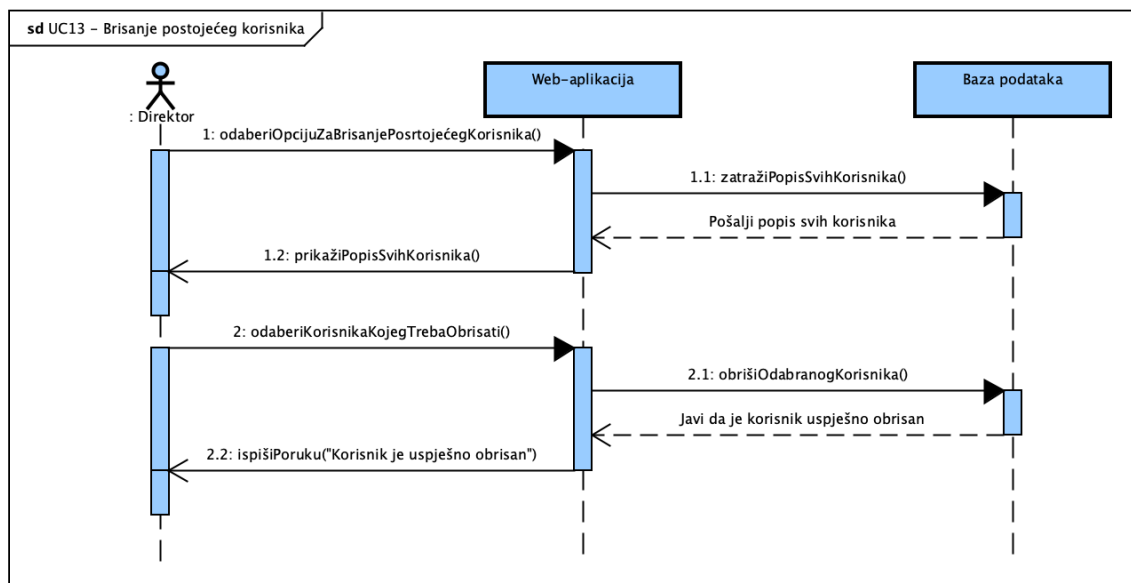 sd UC13 – Brisanje postojećeg korisnika
: Direktor
Web-aplikacija
Baza podataka
1: odaberiOpcijuZaBrisanjePosrtojećegKorisnika()
1.1: zatražiPopisSvihKorisnika()
Pošalji popis svih korisnika
1.2: prikažiPopisSvihKorisnika()
2: odaberiKorisnikaKojegTrebaObrisati()
2.1: obrišiOdabranogKorisnika()
Javi da je korisnik uspješno obrisan
2.2: ispišiPoruku("Korisnik je uspješno obrisan")